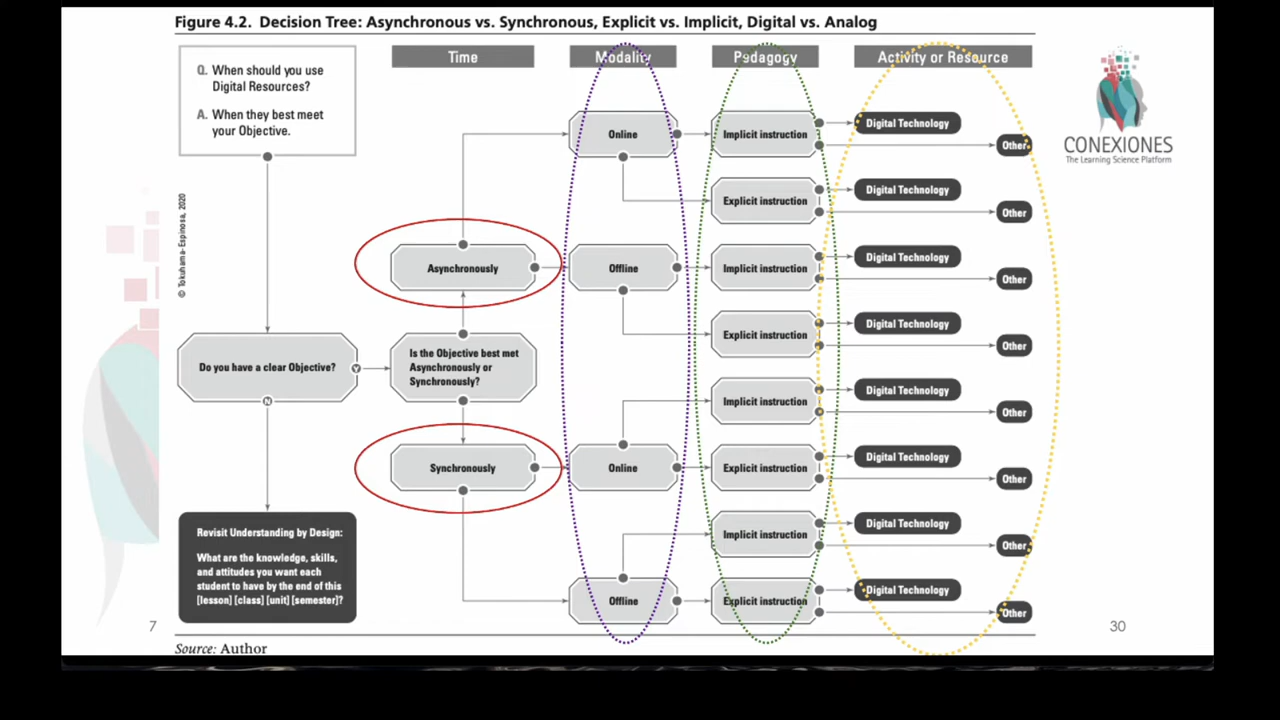 Figure 4.2. Decision Tree: Asynchronous vs. Synchronous, Explicit vs. Implicit, Digital vs. Analog
Time
Modality
Pedagogy
Activity or Resource
Q. When should you use
Digital Resources?
A. When they best meet
your Objective.
CONEXIONES
The Learning Science Platform
© Tokuhama-Espinosa, 2020
Online
Implicit instruction
Digital Technology
Other
Explicit instruction
Digital Technology
Other
Asynchronously
Offline
Implicit instruction
Digital Technology
Other
Explicit instruction
Digital Technology
Other
Do you have a clear Objective?
Y
N
Is the Objective best met
Asynchronously or
Synchronously?
Implicit instruction
Digital Technology
Other
Synchronously
Online
Explicit instruction
Digital Technology
Other
Implicit instruction
Digital Technology
Other
Offline
Explicit instruction
Digital Technology
Other
Revisit Understanding by Design:
What are the knowledge, skills,
and attitudes you want each
student to have by the end of this
[lesson] [class] [unit] [semester]?
7
30
Source: Author